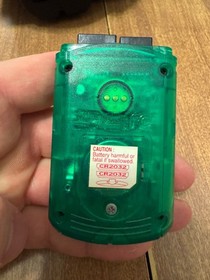 CAUTION
Battery harmful or
fatal if swallowed.
CR2032
CR2032